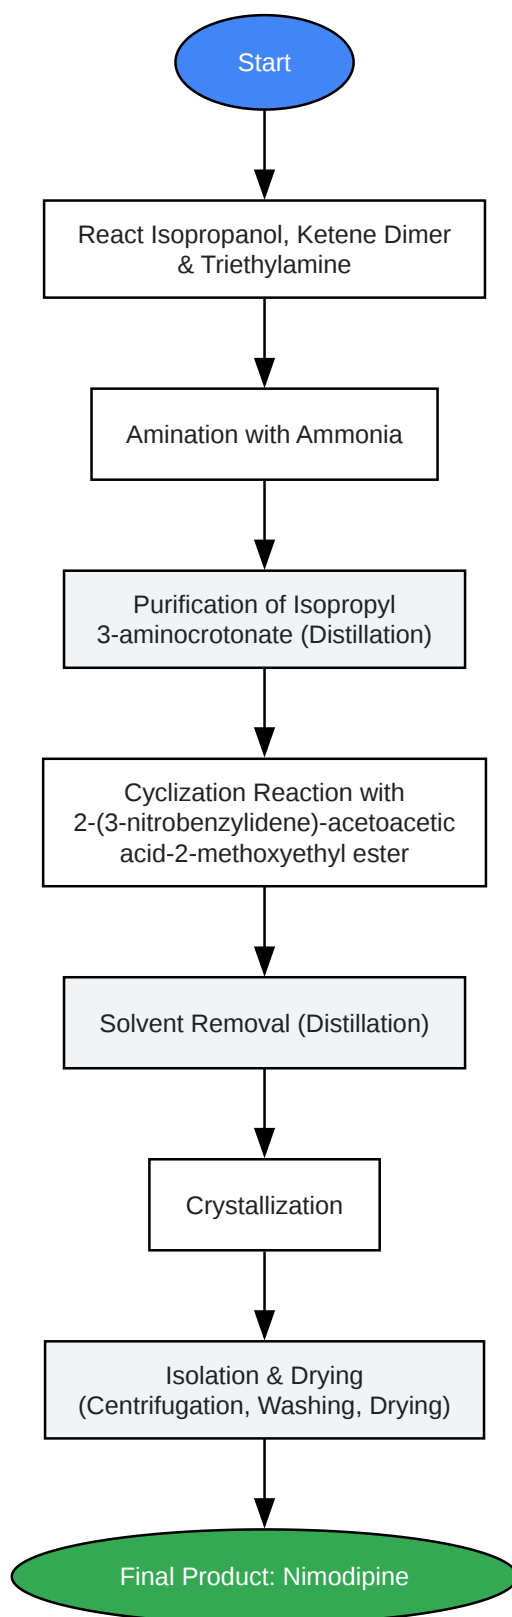 Start
React Isopropanol, Ketene Dimer
& Triethylamine
Amination with Ammonia
Purification of Isopropyl
3-aminocrotonate (Distillation)
Cyclization Reaction with
2-(3-nitrobenzylidene)-acetoacetic
acid-2-methoxyethyl ester
Solvent Removal (Distillation)
Crystallization
Isolation & Drying
(Centrifugation, Washing, Drying)
Final Product: Nimodipine